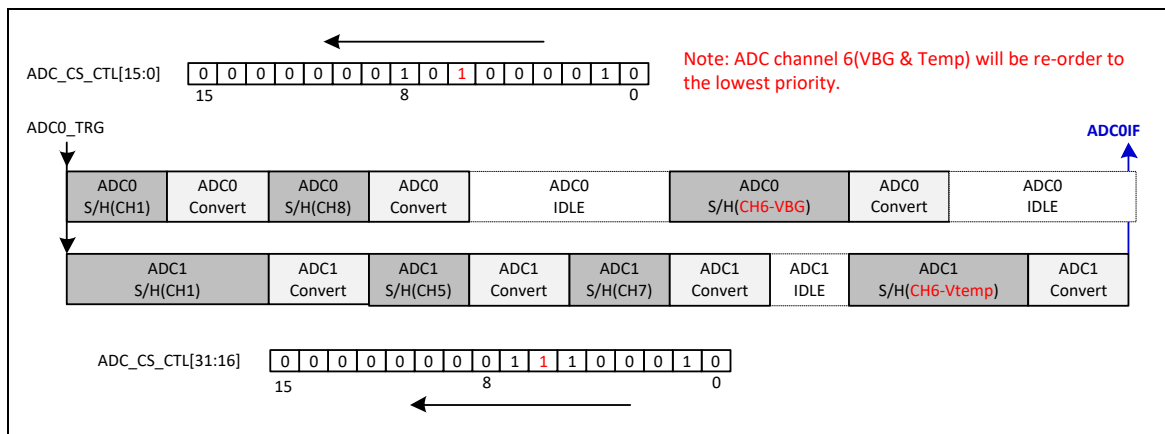 ADC_CS_CTL[15:0]
0 0 0 0 0 0 0 1 0 1 0 0 0 0 1 0
15 8 0
Note: ADC channel 6(VBG & Temp) will be re-order to
the lowest priority.
ADC0_TRG
ADC0IF
ADC0
S/H(CH1)
ADC0
Convert
ADC0
S/H(CH8)
ADC0
Convert
ADC0
IDLE
ADC0
S/H(CH6-VBG)
ADC0
Convert
ADC0
IDLE
ADC1
S/H(CH1)
ADC1
Convert
ADC1
S/H(CH5)
ADC1
Convert
ADC1
S/H(CH7)
ADC1
Convert
ADC1
IDLE
ADC1
S/H(CH6-Vtemp)
ADC1
Convert
ADC_CS_CTL[31:16]
0 0 0 0 0 0 0 0 1 1 1 0 0 0 1 0
15 8 0